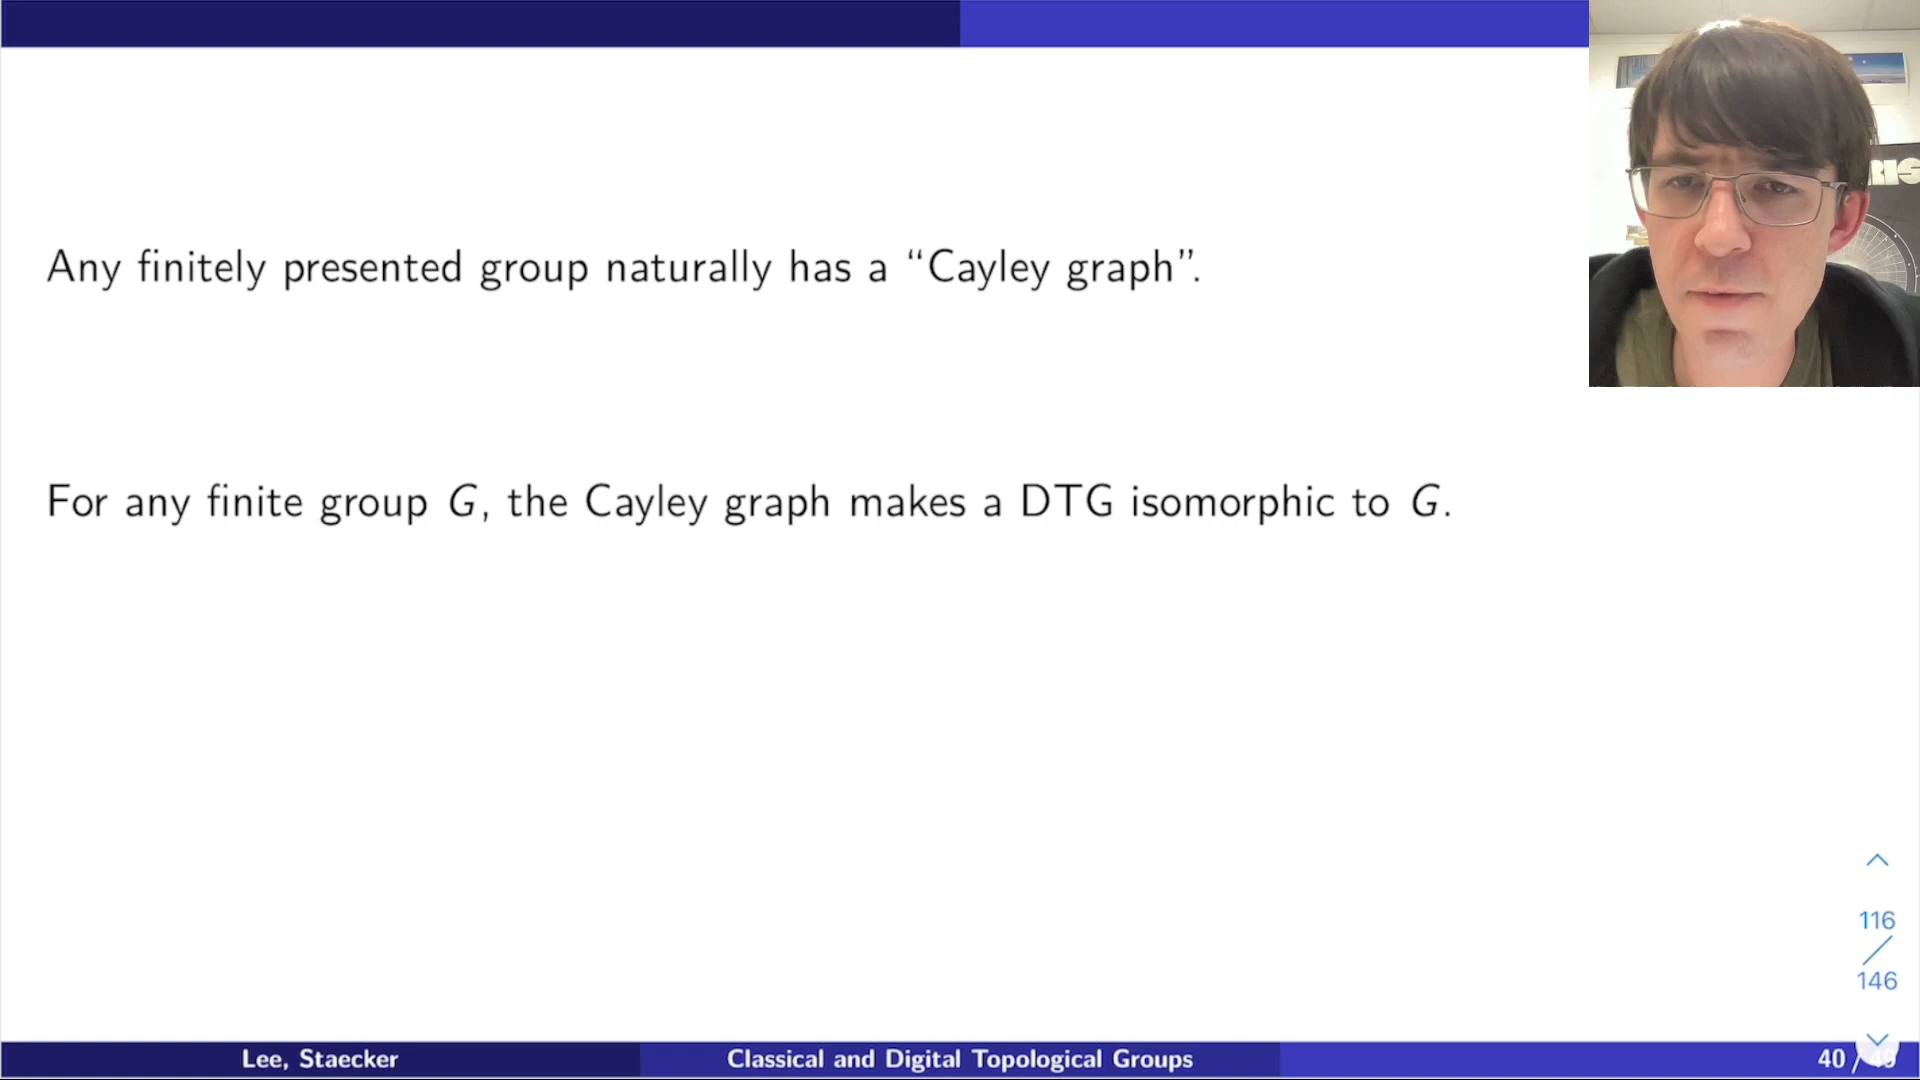 Any finitely presented group naturally has a “Cayley graph”.
For any finite group G, the Cayley graph makes a DTG isomorphic to G.
116
/
146
Lee, Staecker
Classical and Digital Topological Groups
40 /